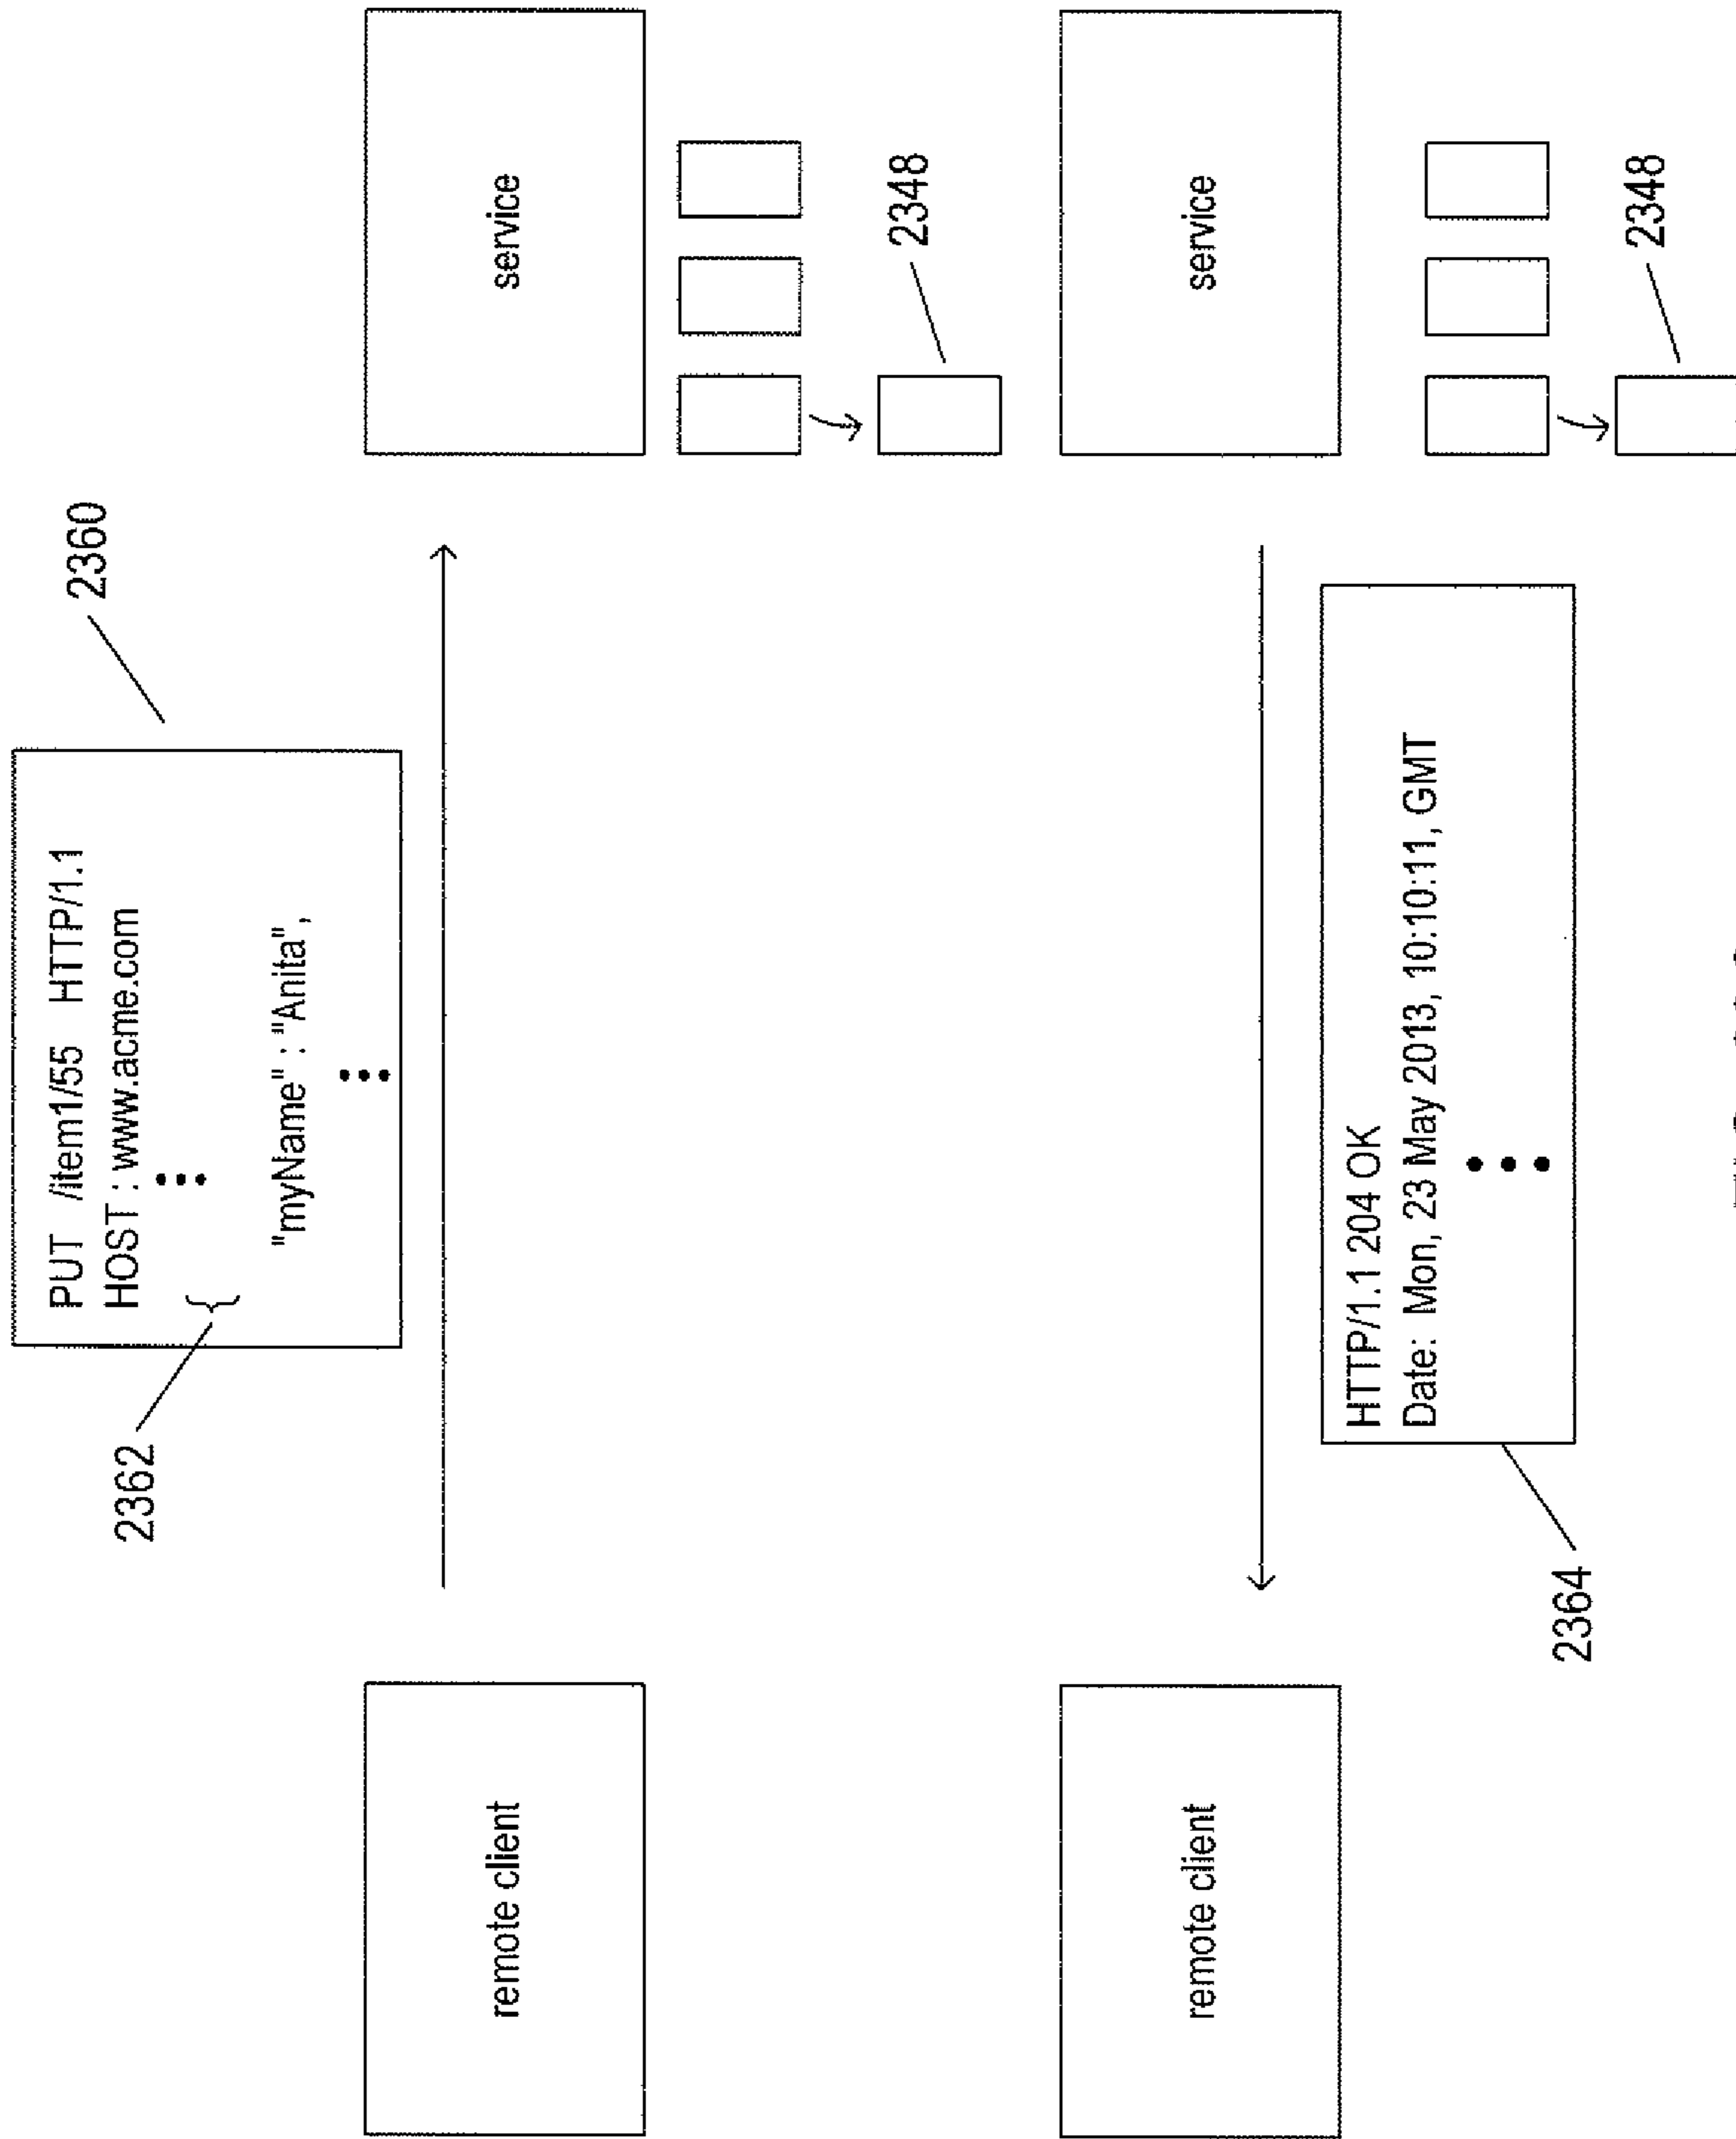 2360
PUT /item1/55 HTTP/1.1
HOST : www.acme.com
2362
"myName" : "Anita",
remote client
service
2348
remote client
service
HTTP/1.1 204 OK
Date: Mon, 23 May 2013, 10:10:11, GMT
2364
2348